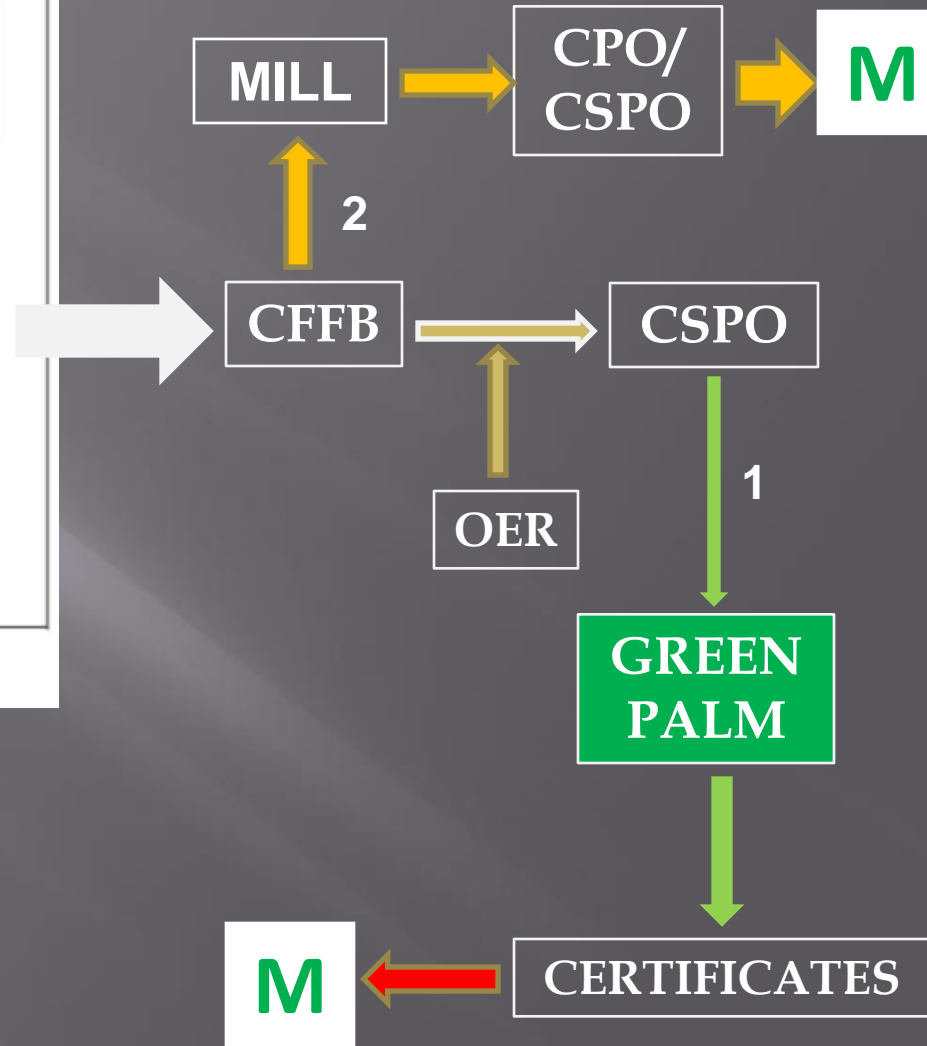 MILL
CPO/
CSPO
M
2
CFFB
CSPO
1
OER
GREEN
PALM
M
CERTIFICATES